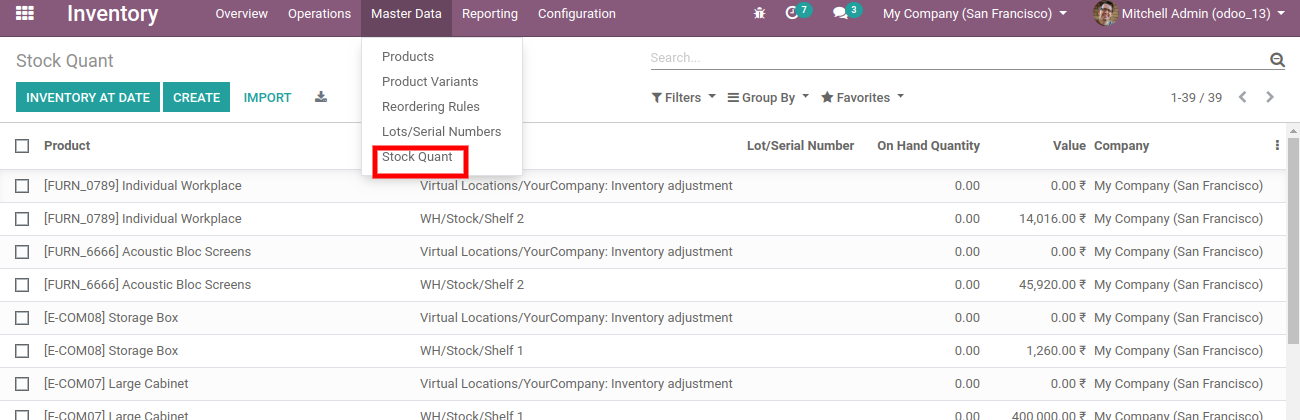 Inventory Overview Operations Master Data Reporting Configuration 7 3 My Company (San Francisco) Mitchell Admin (odoo_13)
Stock Quant
Search...
Products
Product Variants
Reordering Rules
Lots/Serial Numbers
Stock Quant
INVENTORY AT DATE CREATE IMPORT Filters Group By Favorites 1-39 / 39
Product Lot/Serial Number On Hand Quantity Value Company
[FURN_0789] Individual Workplace Virtual Locations/YourCompany: Inventory adjustment 0.00 0.00 ₹ My Company (San Francisco)
[FURN_0789] Individual Workplace WH/Stock/Shelf 2 0.00 14,016.00 ₹ My Company (San Francisco)
[FURN_6666] Acoustic Bloc Screens Virtual Locations/YourCompany: Inventory adjustment 0.00 0.00 ₹ My Company (San Francisco)
[FURN_6666] Acoustic Bloc Screens WH/Stock/Shelf 2 0.00 45,920.00 ₹ My Company (San Francisco)
[E-COM08] Storage Box Virtual Locations/YourCompany: Inventory adjustment 0.00 0.00 ₹ My Company (San Francisco)
[E-COM08] Storage Box WH/Stock/Shelf 1 0.00 1,260.00 ₹ My Company (San Francisco)
[E-COM07] Large Cabinet Virtual Locations/YourCompany: Inventory adjustment 0.00 0.00 ₹ My Company (San Francisco)
[E-COM07] Large Cabinet WH/Stock/Shelf 1 0.00 400,000.00 ₹ My Company (San Francisco)